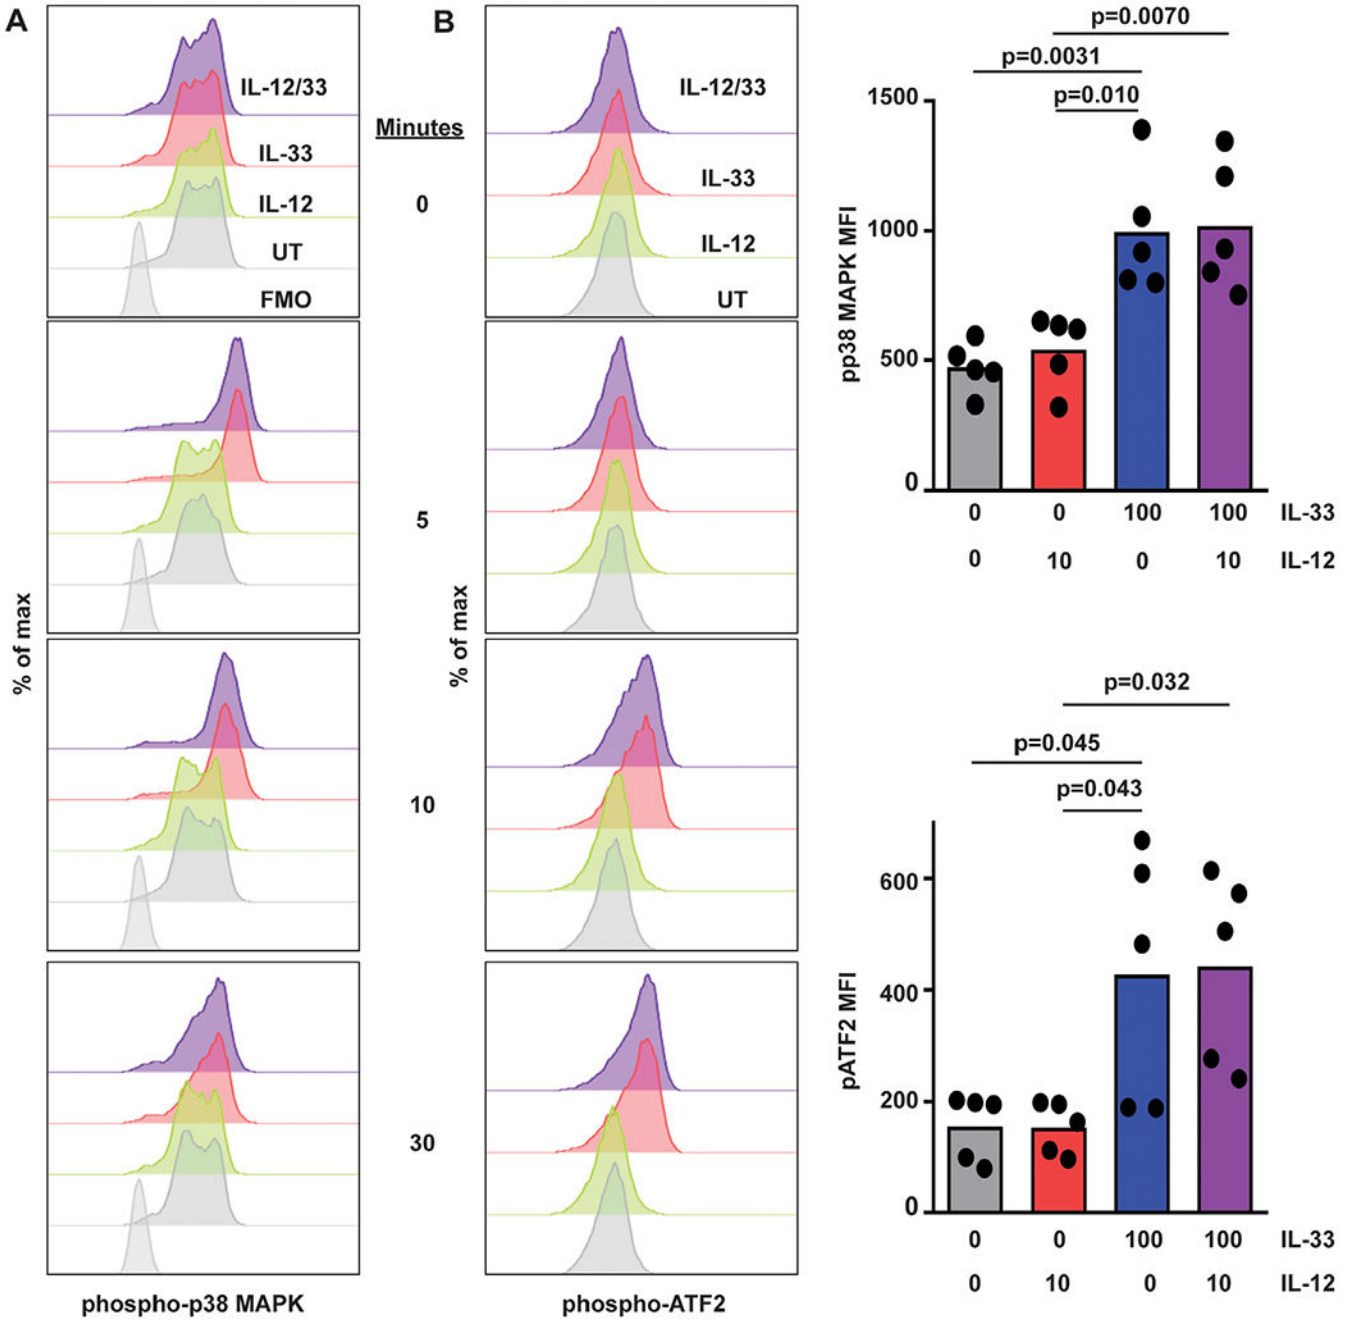 A
IL-12/33
IL-33
IL-12
UT
FMO
Minutes
0
5
10
30
% of max
phospho-p38 MAPK
B
IL-12/33
IL-33
IL-12
UT
% of max
phospho-ATF2
p=0.0070
p=0.0031
p=0.010
1500
1000
500
0
pp38 MAPK MFI
0 0 100 100 IL-33
0 10 0 10 IL-12
p=0.032
p=0.045
p=0.043
600
400
200
0
pATF2 MFI
0 0 100 100 IL-33
0 10 0 10 IL-12